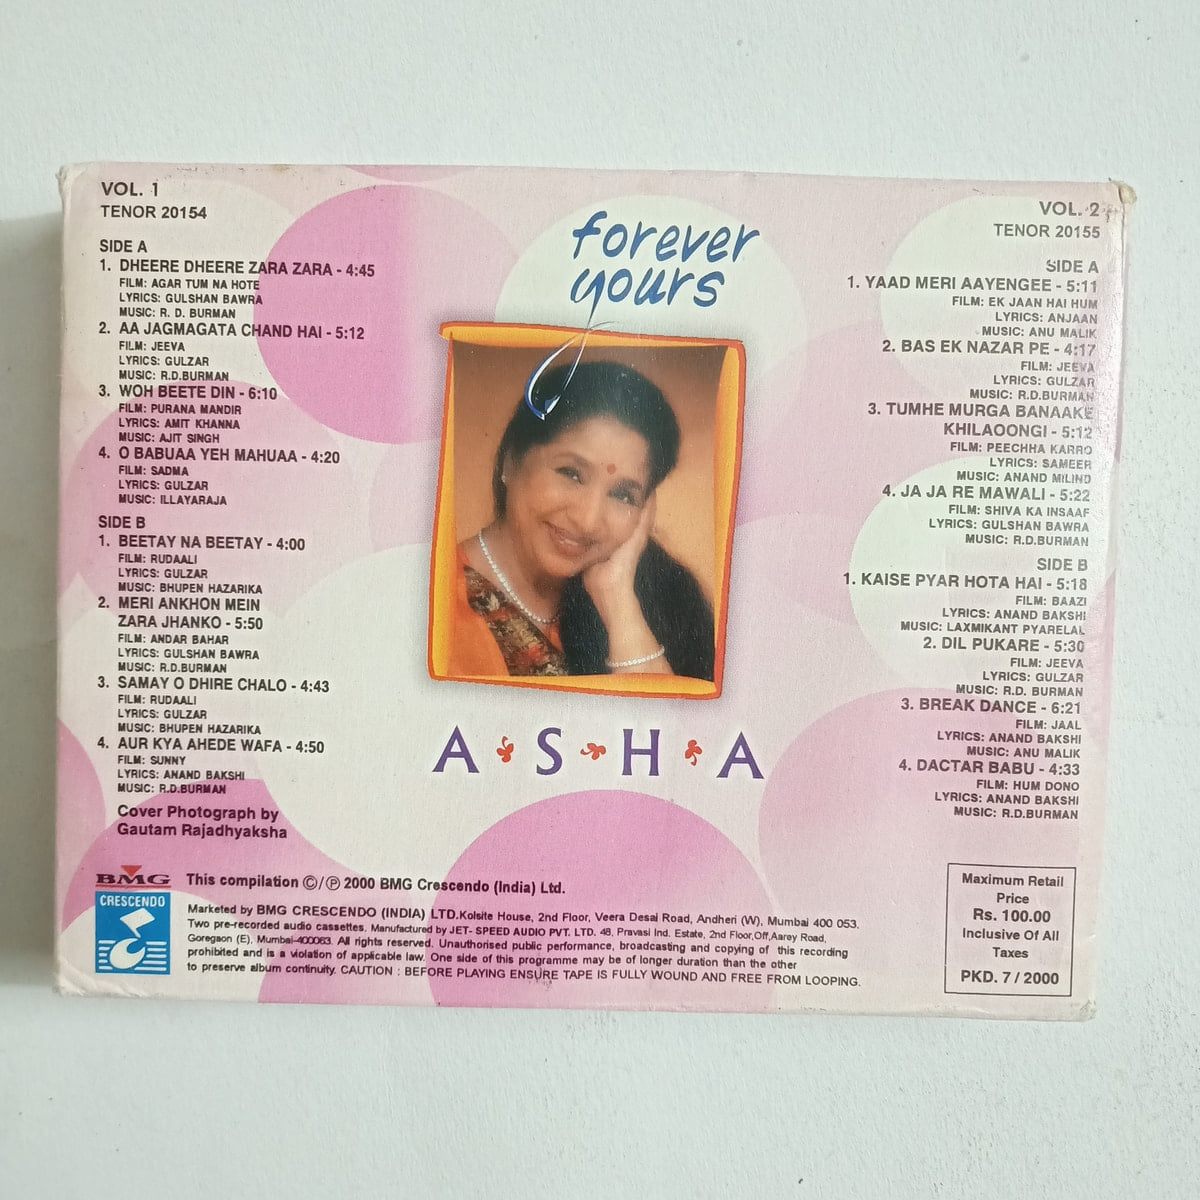 VOL. 1
TENOR 20154
SIDE A
1. DHEERE DHEERE ZARA ZARA - 4:45
FILM: AGAR TUM NA HOTE
LYRICS: GULSHAN BAWRA
MUSIC: R. D. BURMAN
2. AA JAGMAGATA CHAND HAI - 5:12
FILM: JEEVA
LYRICS: GULZAR
MUSIC: R.D.BURMAN
3. WOH BEETE DIN - 6:10
FILM: PURANA MANDIR
LYRICS: AMIT KHANNA
MUSIC: AJIT SINGH
4. O BABUAA YEH MAHUAA - 4:20
FILM: SADMA
LYRICS: GULZAR
MUSIC: ILLAYARAJA
SIDE B
1. BEETAY NA BEETAY - 4:00
FILM: RUDAALI
LYRICS: GULZAR
MUSIC: BHUPEN HAZARIKA
2. MERI ANKHON MEIN
ZARA JHANKO - 5:50
FILM: ANDAR BAHAR
LYRICS: GULSHAN BAWRA
MUSIC: R.D.BURMAN
3. SAMAY O DHIRE CHALO - 4:43
FILM: RUDAALI
LYRICS: GULZAR
MUSIC: BHUPEN HAZARIKA
4. AUR KYA AHEDE WAFA - 4:50
FILM: SUNNY
LYRICS: ANAND BAKSHI
MUSIC: R.D.BURMAN
Cover Photograph by
Gautam Rajadhyaksha
forever
yours
A S H A
VOL. 2
TENOR 20155
SIDE A
1. YAAD MERI AAYENGEE - 5:11
FILM: EK JAAN HAI HUM
LYRICS: ANJAAN
MUSIC: ANU MALIK
2. BAS EK NAZAR PE - 4:17
FILM: JEEVA
LYRICS: GULZAR
MUSIC: R.D.BURMAN
3. TUMHE MURGA BANAAKE
KHILAOONGI - 5:12
FILM: PEECHHA KARRO
LYRICS: SAMEER
MUSIC: ANAND MILIND
4. JA JA RE MAWALI - 5:22
FILM: SHIVA KA INSAAF
LYRICS: GULSHAN BAWRA
MUSIC: R.D.BURMAN
SIDE B
1. KAISE PYAR HOTA HAI - 5:18
FILM: BAAZI
LYRICS: ANAND BAKSHI
MUSIC: LAXMIKANT PYARELAL
2. DIL PUKARE - 5:30
FILM: JEEVA
LYRICS: GULZAR
MUSIC: R.D. BURMAN
3. BREAK DANCE - 6:21
FILM: JAAL
LYRICS: ANAND BAKSHI
MUSIC: ANU MALIK
4. DACTAR BABU - 4:33
FILM: HUM DONO
LYRICS: ANAND BAKSHI
MUSIC: R.D.BURMAN
BMG
CRESCENDO
This compilation ©/℗ 2000 BMG Crescendo (India) Ltd.
Marketed by BMG CRESCENDO (INDIA) LTD.Kolsite House, 2nd Floor, Veera Desai Road, Andheri (W), Mumbai 400 053.
Two pre-recorded audio cassettes. Manufactured by JET- SPEED AUDIO PVT. LTD. 48, Pravasi Ind. Estate, 2nd Floor,Off,Aarey Road,
Goregaon (E), Mumbai-400063. All rights reserved. Unauthorised public performance, broadcasting and copying of this recording
prohibited and is a violation of applicable law. One side of this programme may be of longer duration than the other
to preserve album continuity. CAUTION : BEFORE PLAYING ENSURE TAPE IS FULLY WOUND AND FREE FROM LOOPING.
Maximum Retail
Price
Rs. 100.00
Inclusive Of All
Taxes
PKD. 7 / 2000